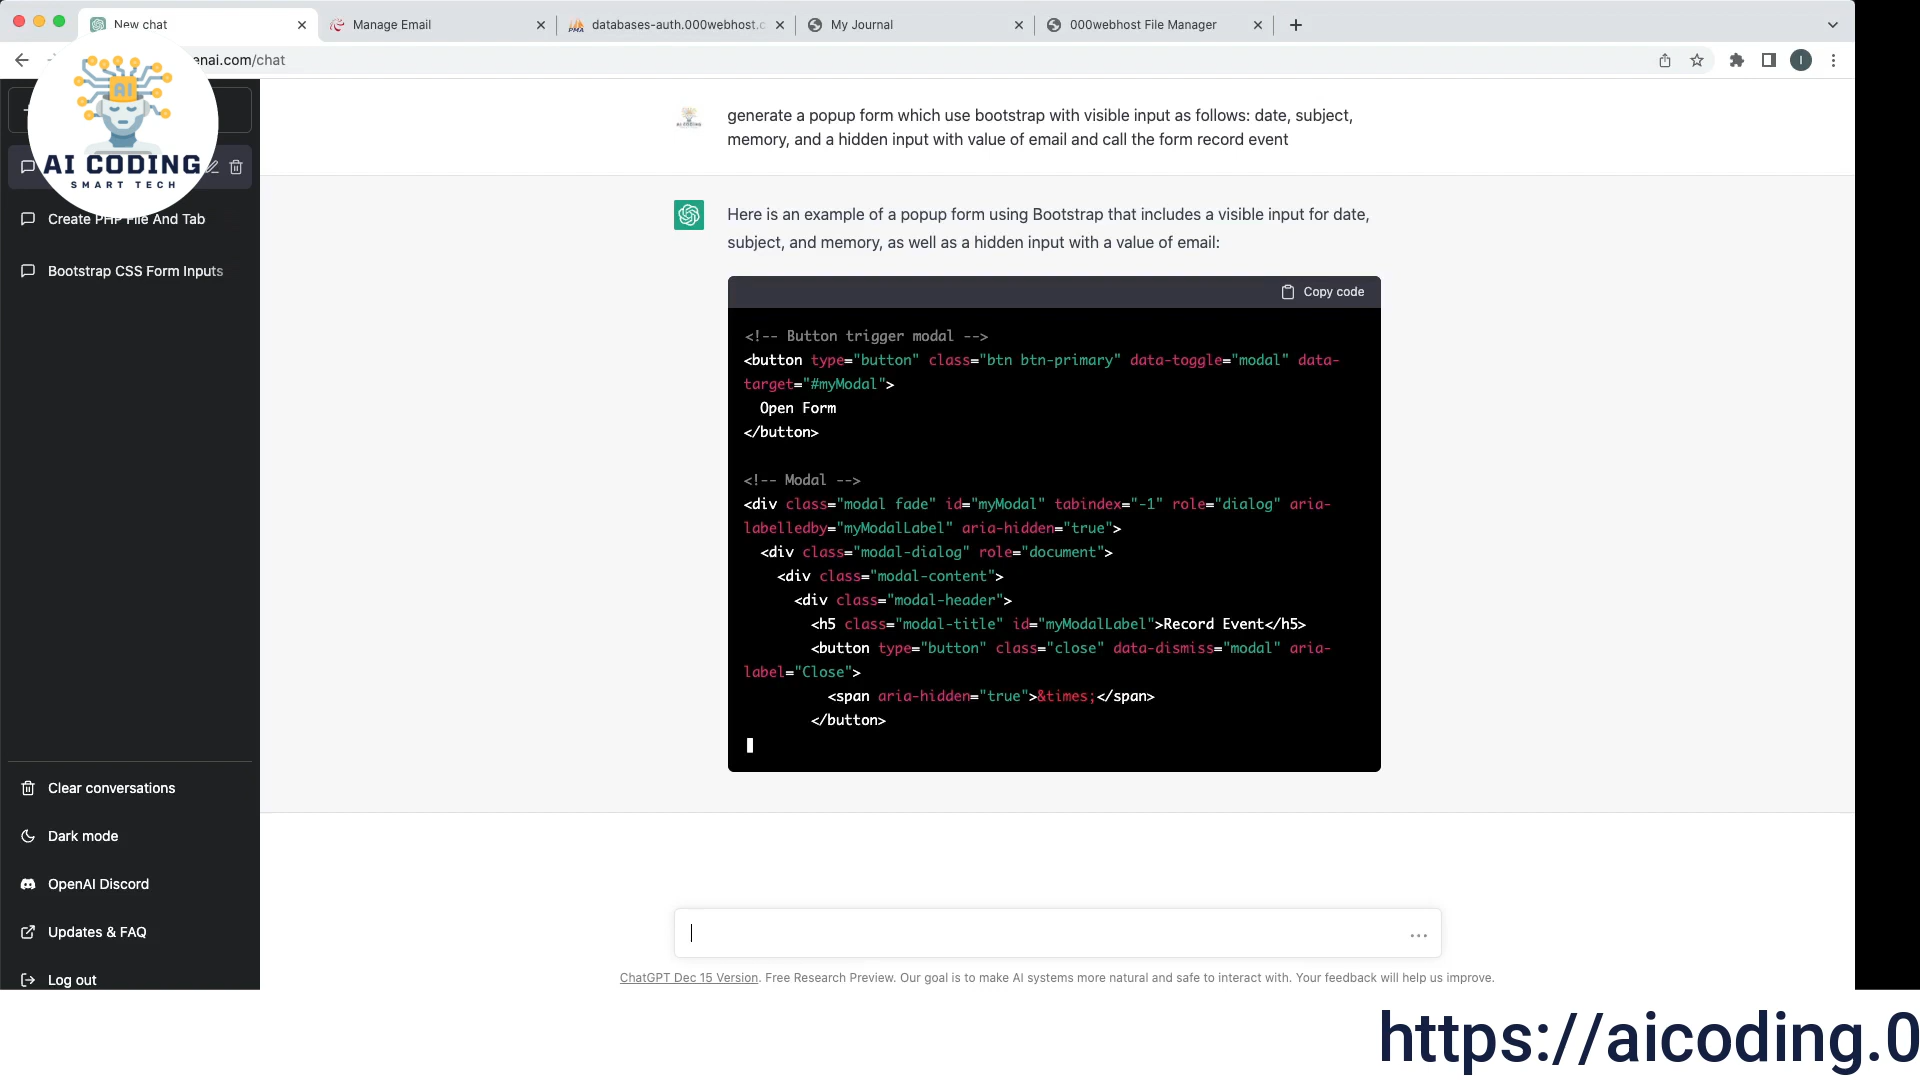 New chat
Manage Email
databases-auth.000webhost.c
My Journal
000webhost File Manager
enai.com/chat
I
AI
AI CODING
SMART TECH
Create PHP File And Tab
Bootstrap CSS Form Inputs
Clear conversations
Dark mode
OpenAI Discord
Updates & FAQ
Log out
AI CODING
generate a popup form which use bootstrap with visible input as follows: date, subject,
memory, and a hidden input with value of email and call the form record event
Here is an example of a popup form using Bootstrap that includes a visible input for date,
subject, and memory, as well as a hidden input with a value of email:
Copy code
<!-- Button trigger modal -->
<button type="button" class="btn btn-primary" data-toggle="modal" data-
target="#myModal">
Open Form
</button>
<!-- Modal -->
<div class="modal fade" id="myModal" tabindex="-1" role="dialog" aria-
labelledby="myModalLabel" aria-hidden="true">
<div class="modal-dialog" role="document">
<div class="modal-content">
<div class="modal-header">
<h5 class="modal-title" id="myModalLabel">Record Event</h5>
<button type="button" class="close" data-dismiss="modal" aria-
label="Close">
<span aria-hidden="true">&times;</span>
</button>
ChatGPT Dec 15 Version. Free Research Preview. Our goal is to make AI systems more natural and safe to interact with. Your feedback will help us improve.
https://aicoding.0